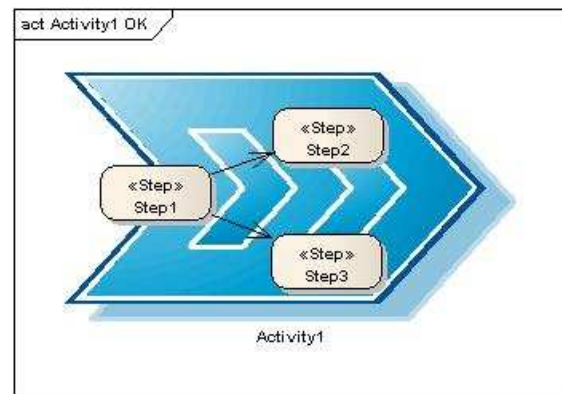 act Activity1 OK
«Step»
Step2
«Step»
Step1
«Step»
Step3
Activity1